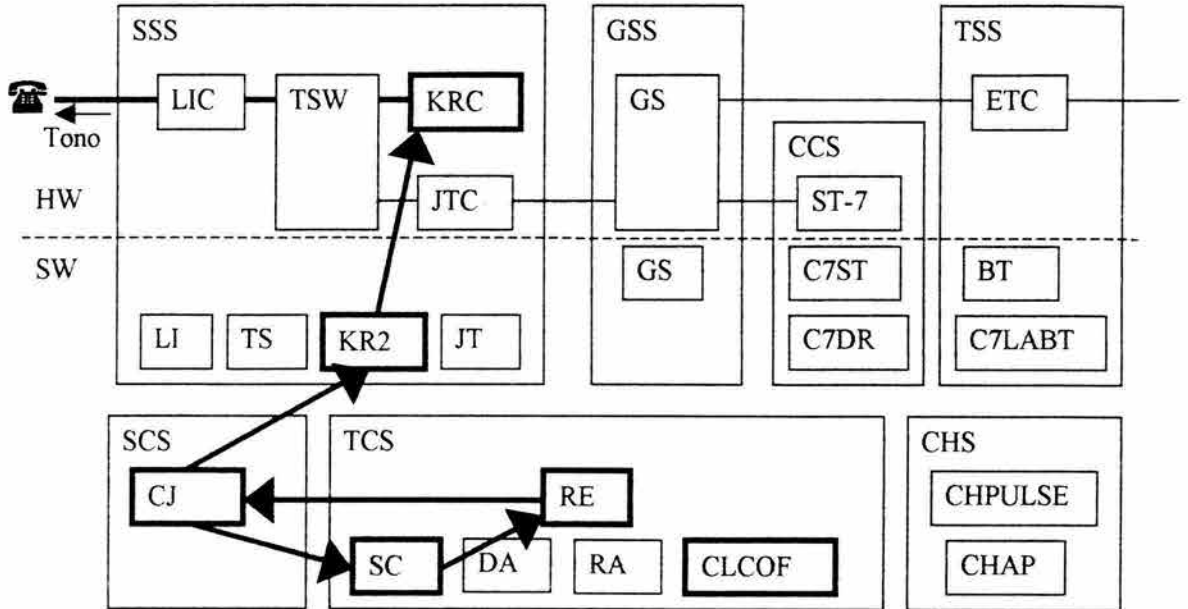 SSS
GSS
TSS
LIC
TSW
KRC
GS
ETC
Tono
CCS
HW
JTC
ST-7
SW
GS
C7ST
BT
LI
TS
KR2
JT
C7DR
C7LABT
SCS
TCS
CHS
CJ
RE
CHPULSE
SC
DA
RA
CLCOF
CHAP